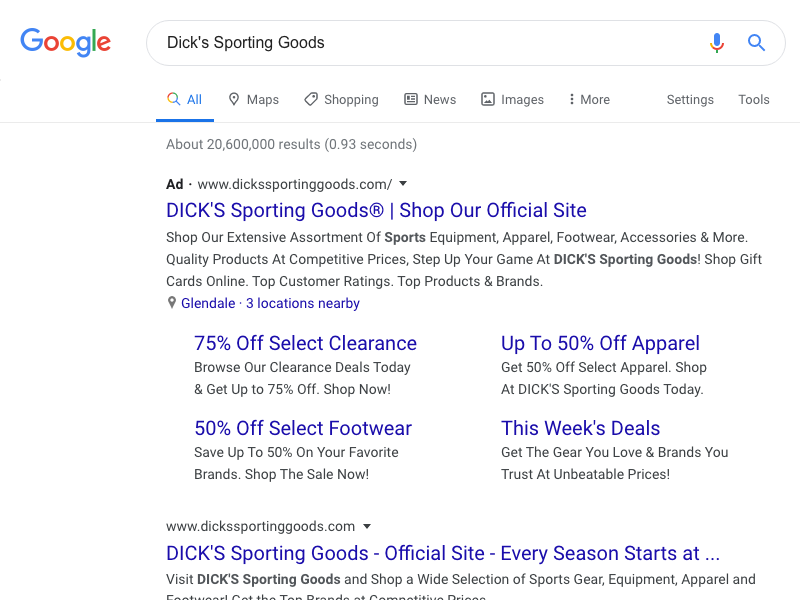 Google
Dick's Sporting Goods
All Maps Shopping News Images More Settings Tools
About 20,600,000 results (0.93 seconds)
Ad · www.dickssportinggoods.com/
DICK'S Sporting Goods® | Shop Our Official Site
Shop Our Extensive Assortment Of Sports Equipment, Apparel, Footwear, Accessories & More.
Quality Products At Competitive Prices, Step Up Your Game At DICK'S Sporting Goods! Shop Gift
Cards Online. Top Customer Ratings. Top Products & Brands.
Glendale · 3 locations nearby
75% Off Select Clearance
Browse Our Clearance Deals Today
& Get Up to 75% Off. Shop Now!
Up To 50% Off Apparel
Get 50% Off Select Apparel. Shop
At DICK'S Sporting Goods Today.
50% Off Select Footwear
Save Up To 50% On Your Favorite
Brands. Shop The Sale Now!
This Week's Deals
Get The Gear You Love & Brands You
Trust At Unbeatable Prices!
www.dickssportinggoods.com
DICK'S Sporting Goods - Official Site - Every Season Starts at ...
Visit DICK'S Sporting Goods and Shop a Wide Selection of Sports Gear, Equipment, Apparel and
Footwear! Get the Top Brands at Competitive Prices